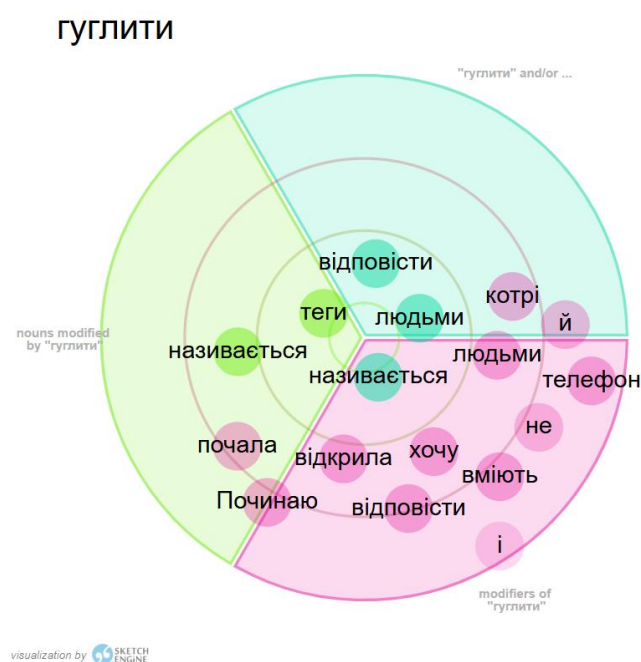 гуглити
"гуглити" and/or ...
відповісти
котрі
теги
людьми
й
nouns modified
by "гуглити"
називається
людьми
називається
телефон
не
почала
відкрила
хочу
вміють
Починаю
відповісти
і
modifiers of
"гуглити"
visualization by SKETCH
ENGINE